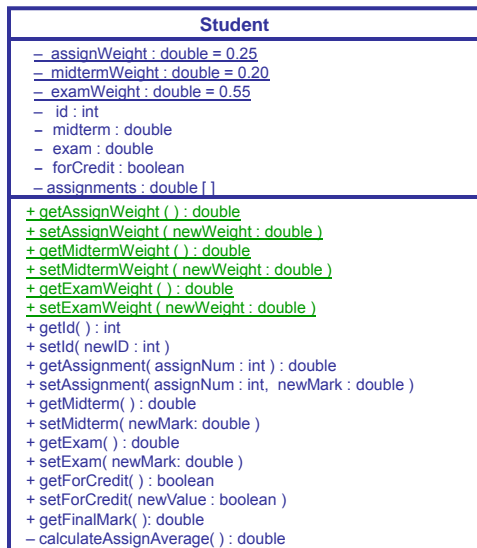 Student
– assignWeight : double = 0.25
– midtermWeight : double = 0.20
– examWeight : double = 0.55
– id : int
– midterm : double
– exam : double
– forCredit : boolean
– assignments : double [ ]
+ getAssignWeight ( ) : double
+ setAssignWeight ( newWeight : double )
+ getMidtermWeight ( ) : double
+ setMidtermWeight ( newWeight : double )
+ getExamWeight ( ) : double
+ setExamWeight ( newWeight : double )
+ getId( ) : int
+ setId( newID : int )
+ getAssignment( assignNum : int ) : double
+ setAssignment( assignNum : int, newMark : double )
+ getMidterm( ) : double
+ setMidterm( newMark: double )
+ getExam( ) : double
+ setExam( newMark: double )
+ getForCredit( ) : boolean
+ setForCredit( newValue : boolean )
+ getFinalMark( ): double
– calculateAssignAverage( ) : double